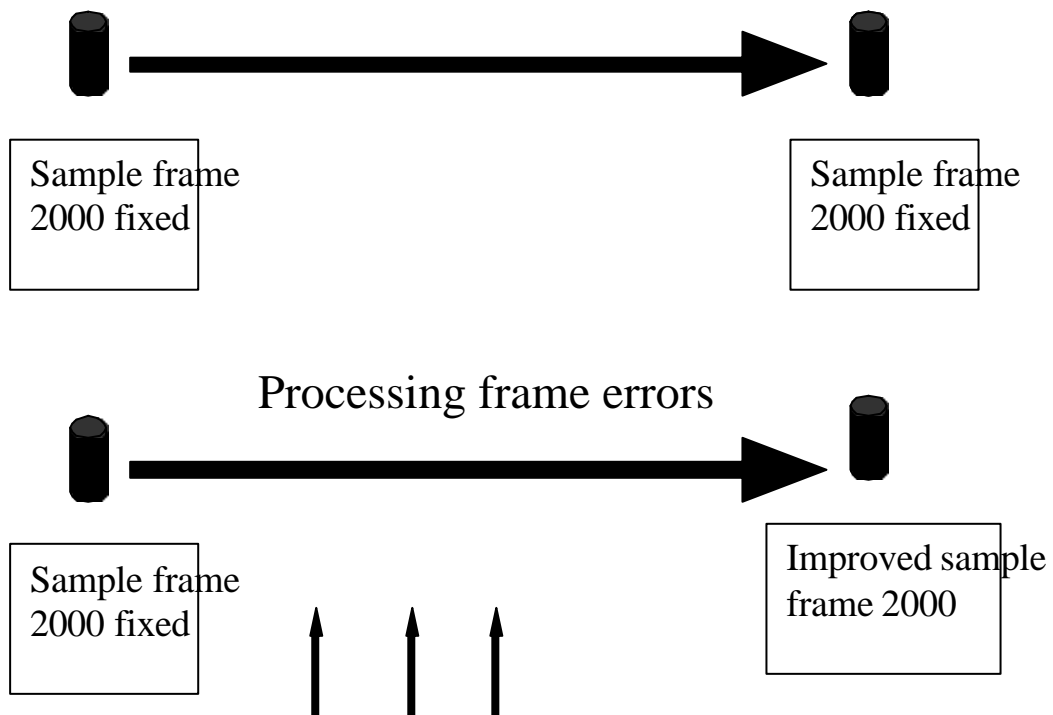 Sample frame
2000 fixed
Sample frame
2000 fixed
Processing frame errors
Sample frame
2000 fixed
Improved sample
frame 2000